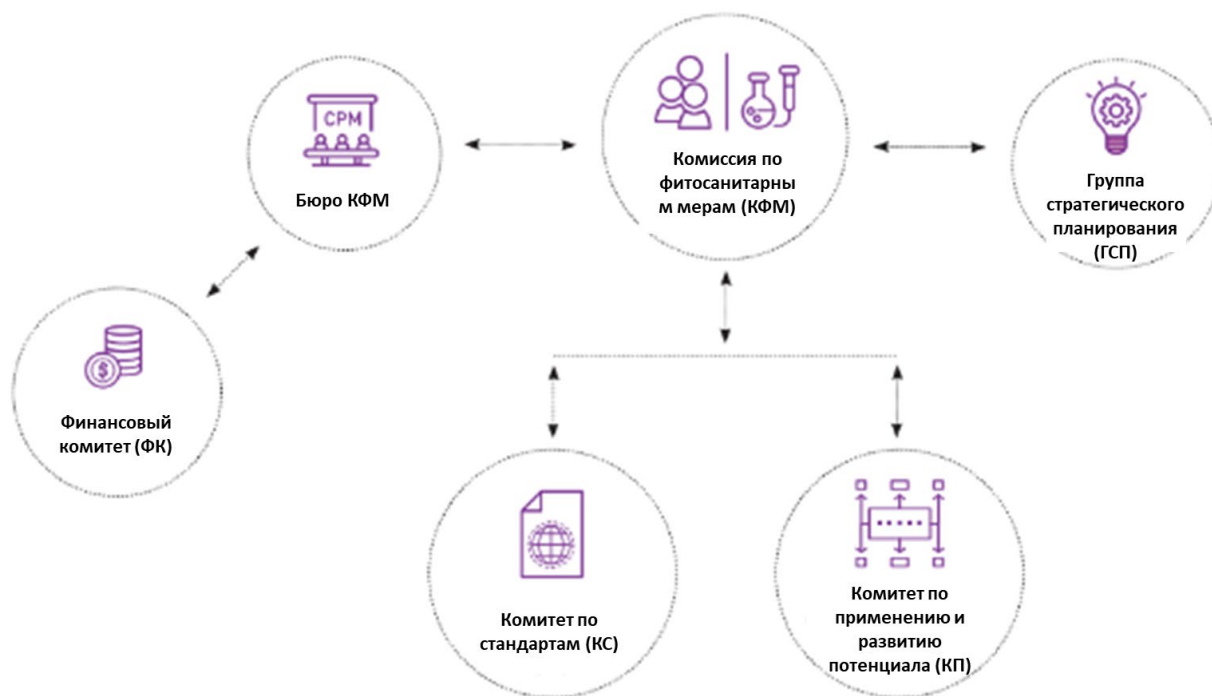 CPM
Бюро КФМ
Комиссия по
фитосанитарны
м мерам (КФМ)
Группа
стратегического
планирования
(ГСП)
$
Финансовый
комитет (ФК)
Комитет по
стандартам (КС)
Комитет по
применению и
развитию
потенциала (КП)